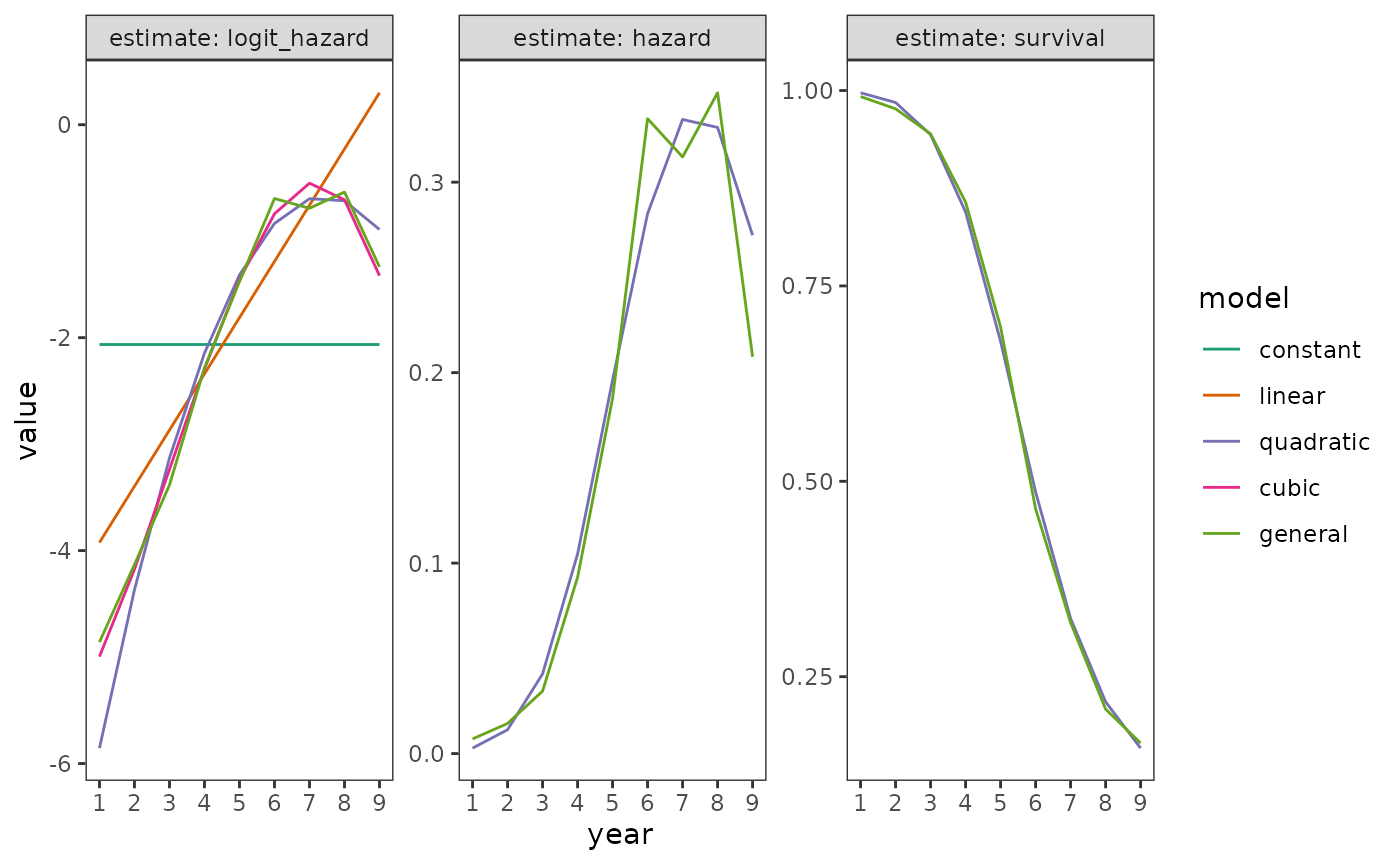 estimate: logit_hazard
estimate: hazard
estimate: survival
0
-2
-4
-6
0.3
0.2
0.1
0.0
1.00
0.75
0.50
0.25
1 2 3 4 5 6 7 8 9
1 2 3 4 5 6 7 8 9
1 2 3 4 5 6 7 8 9
value
year
model
constant
linear
quadratic
cubic
general